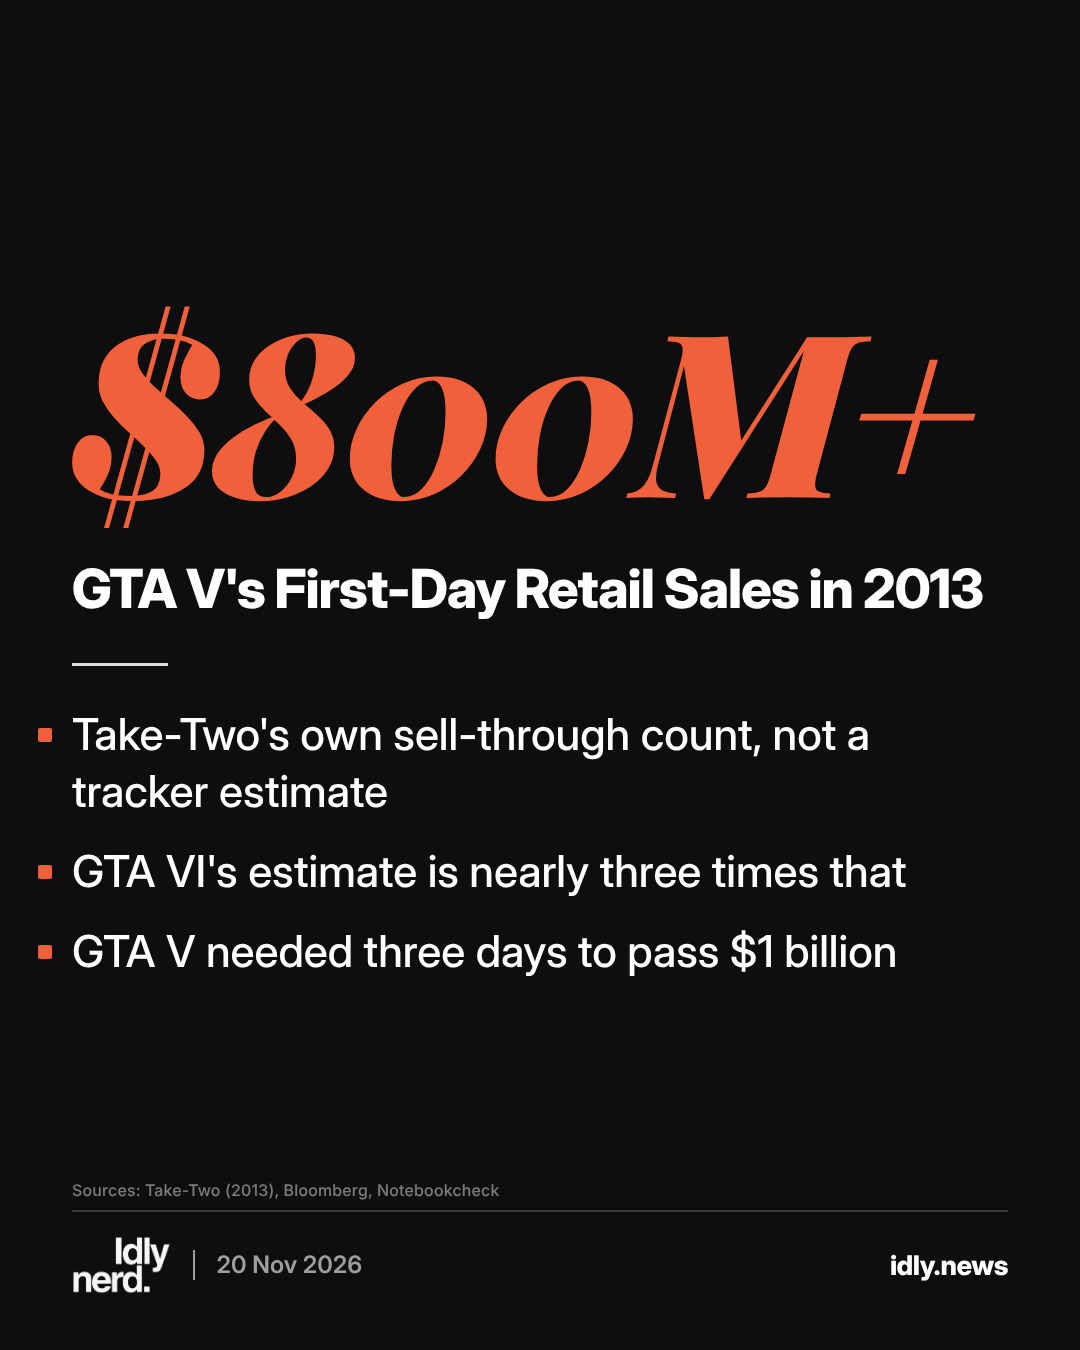 $800M+
GTA V's First-Day Retail Sales in 2013
Take-Two's own sell-through count, not a
tracker estimate
GTA VI's estimate is nearly three times that
GTA V needed three days to pass $1 billion
Sources: Take-Two (2013), Bloomberg, Notebookcheck
Idly
nerd.
20 Nov 2026
idly.news